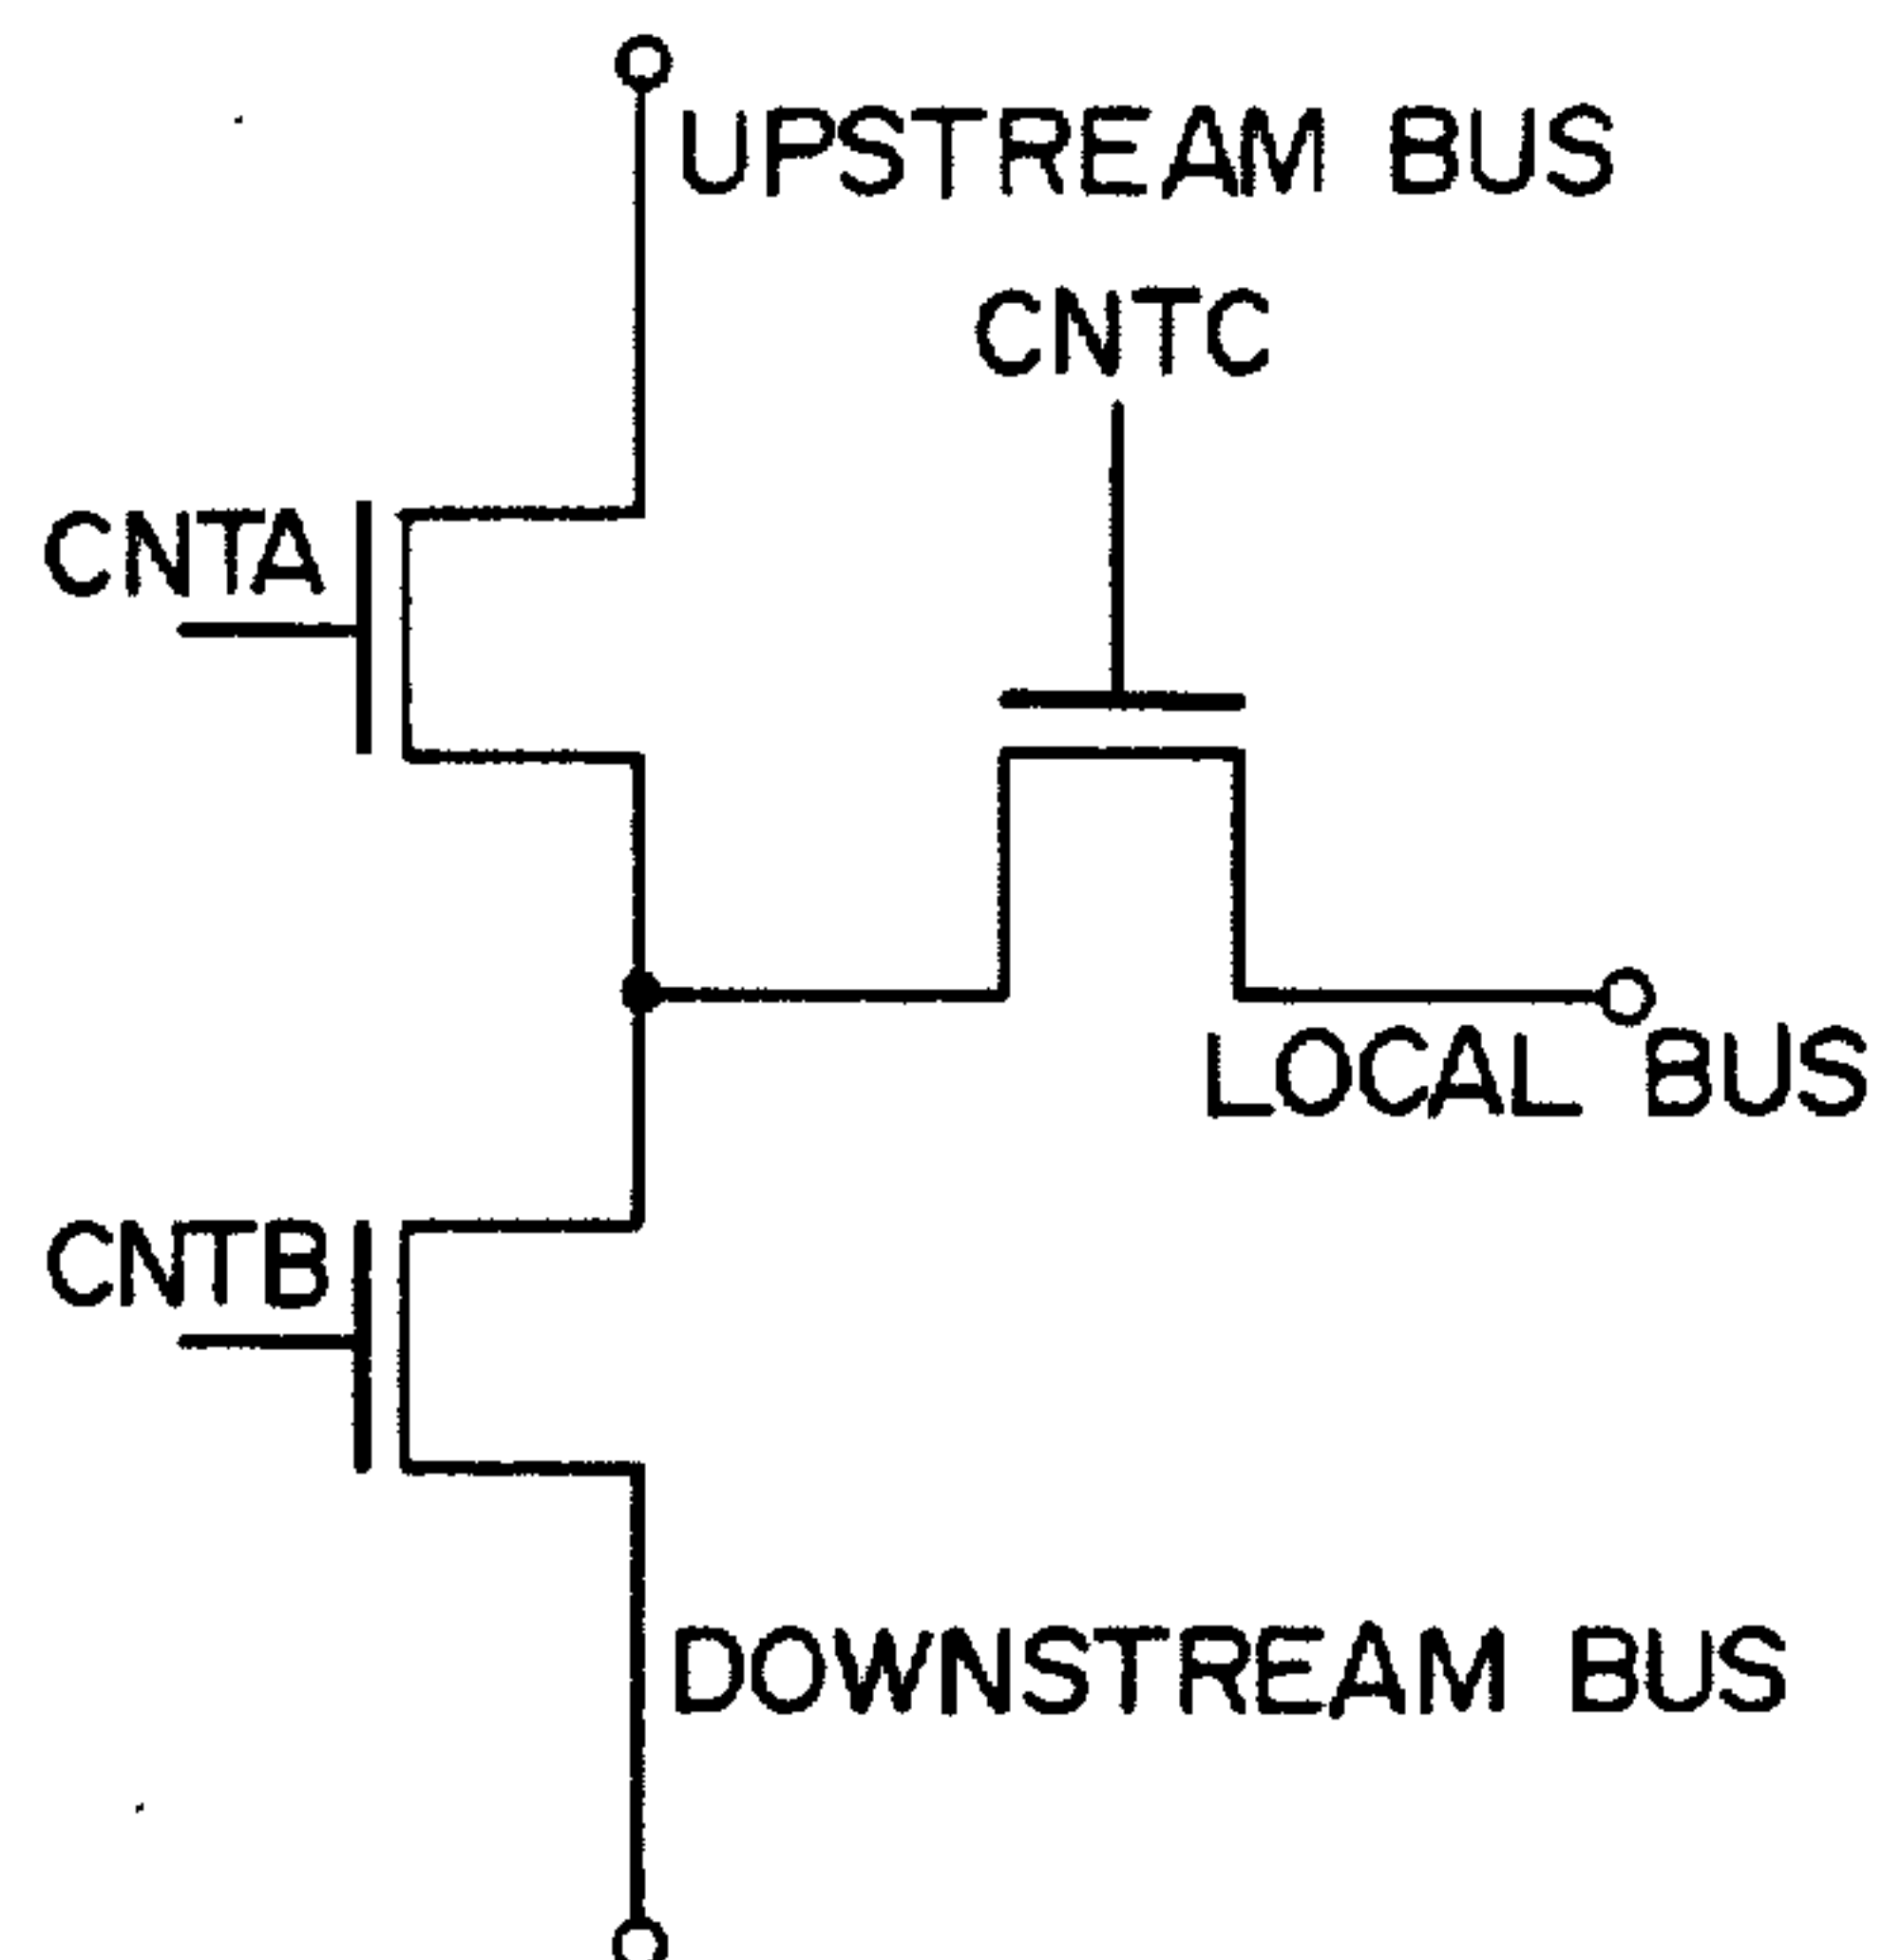 UPSTREAM BUS
CNTC
CNTA
LOCAL BUS
CNTB
DOWNSTREAM BUS